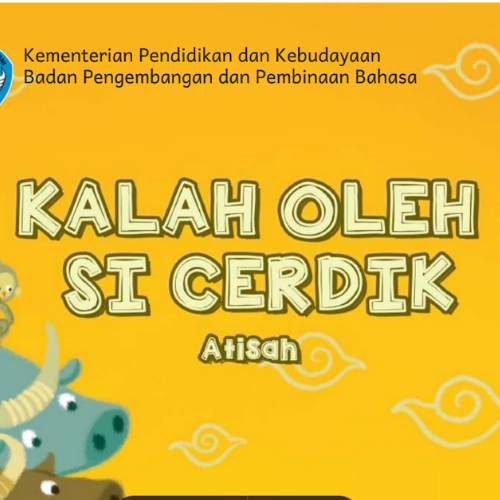 Kementerian Pendidikan dan Kebudayaan
Badan Pengembangan dan Pembinaan Bahasa
KALAH OLEH
SI CERDIK
Atisah